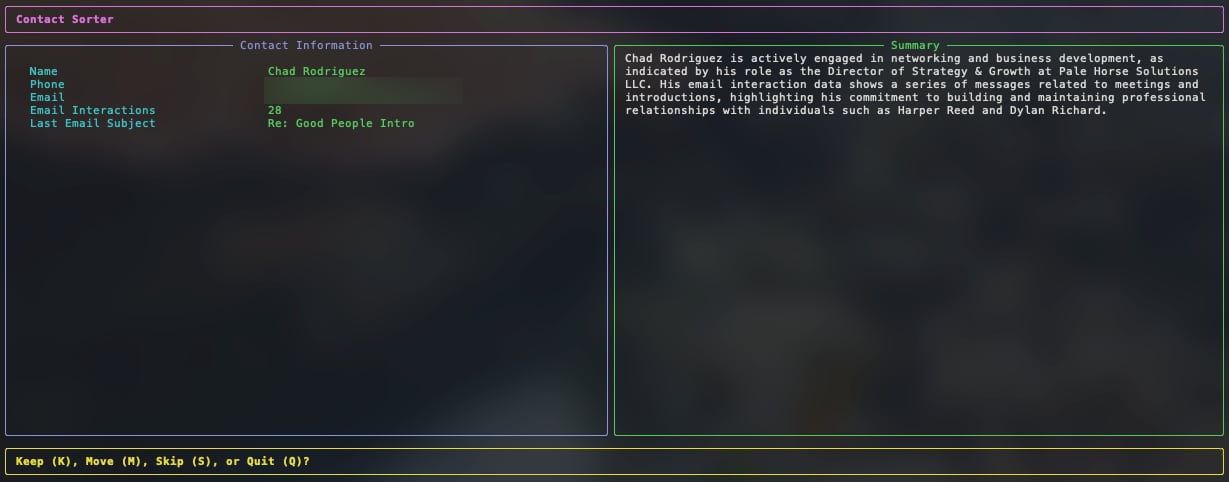 Contact Sorter
Contact Information
Name Chad Rodriguez
Phone
Email
Email Interactions 28
Last Email Subject Re: Good People Intro
Summary
Chad Rodriguez is actively engaged in networking and business development, as
indicated by his role as the Director of Strategy & Growth at Pale Horse Solutions
LLC. His email interaction data shows a series of messages related to meetings and
introductions, highlighting his commitment to building and maintaining professional
relationships with individuals such as Harper Reed and Dylan Richard.
Keep (K), Move (M), Skip (S), or Quit (Q)?